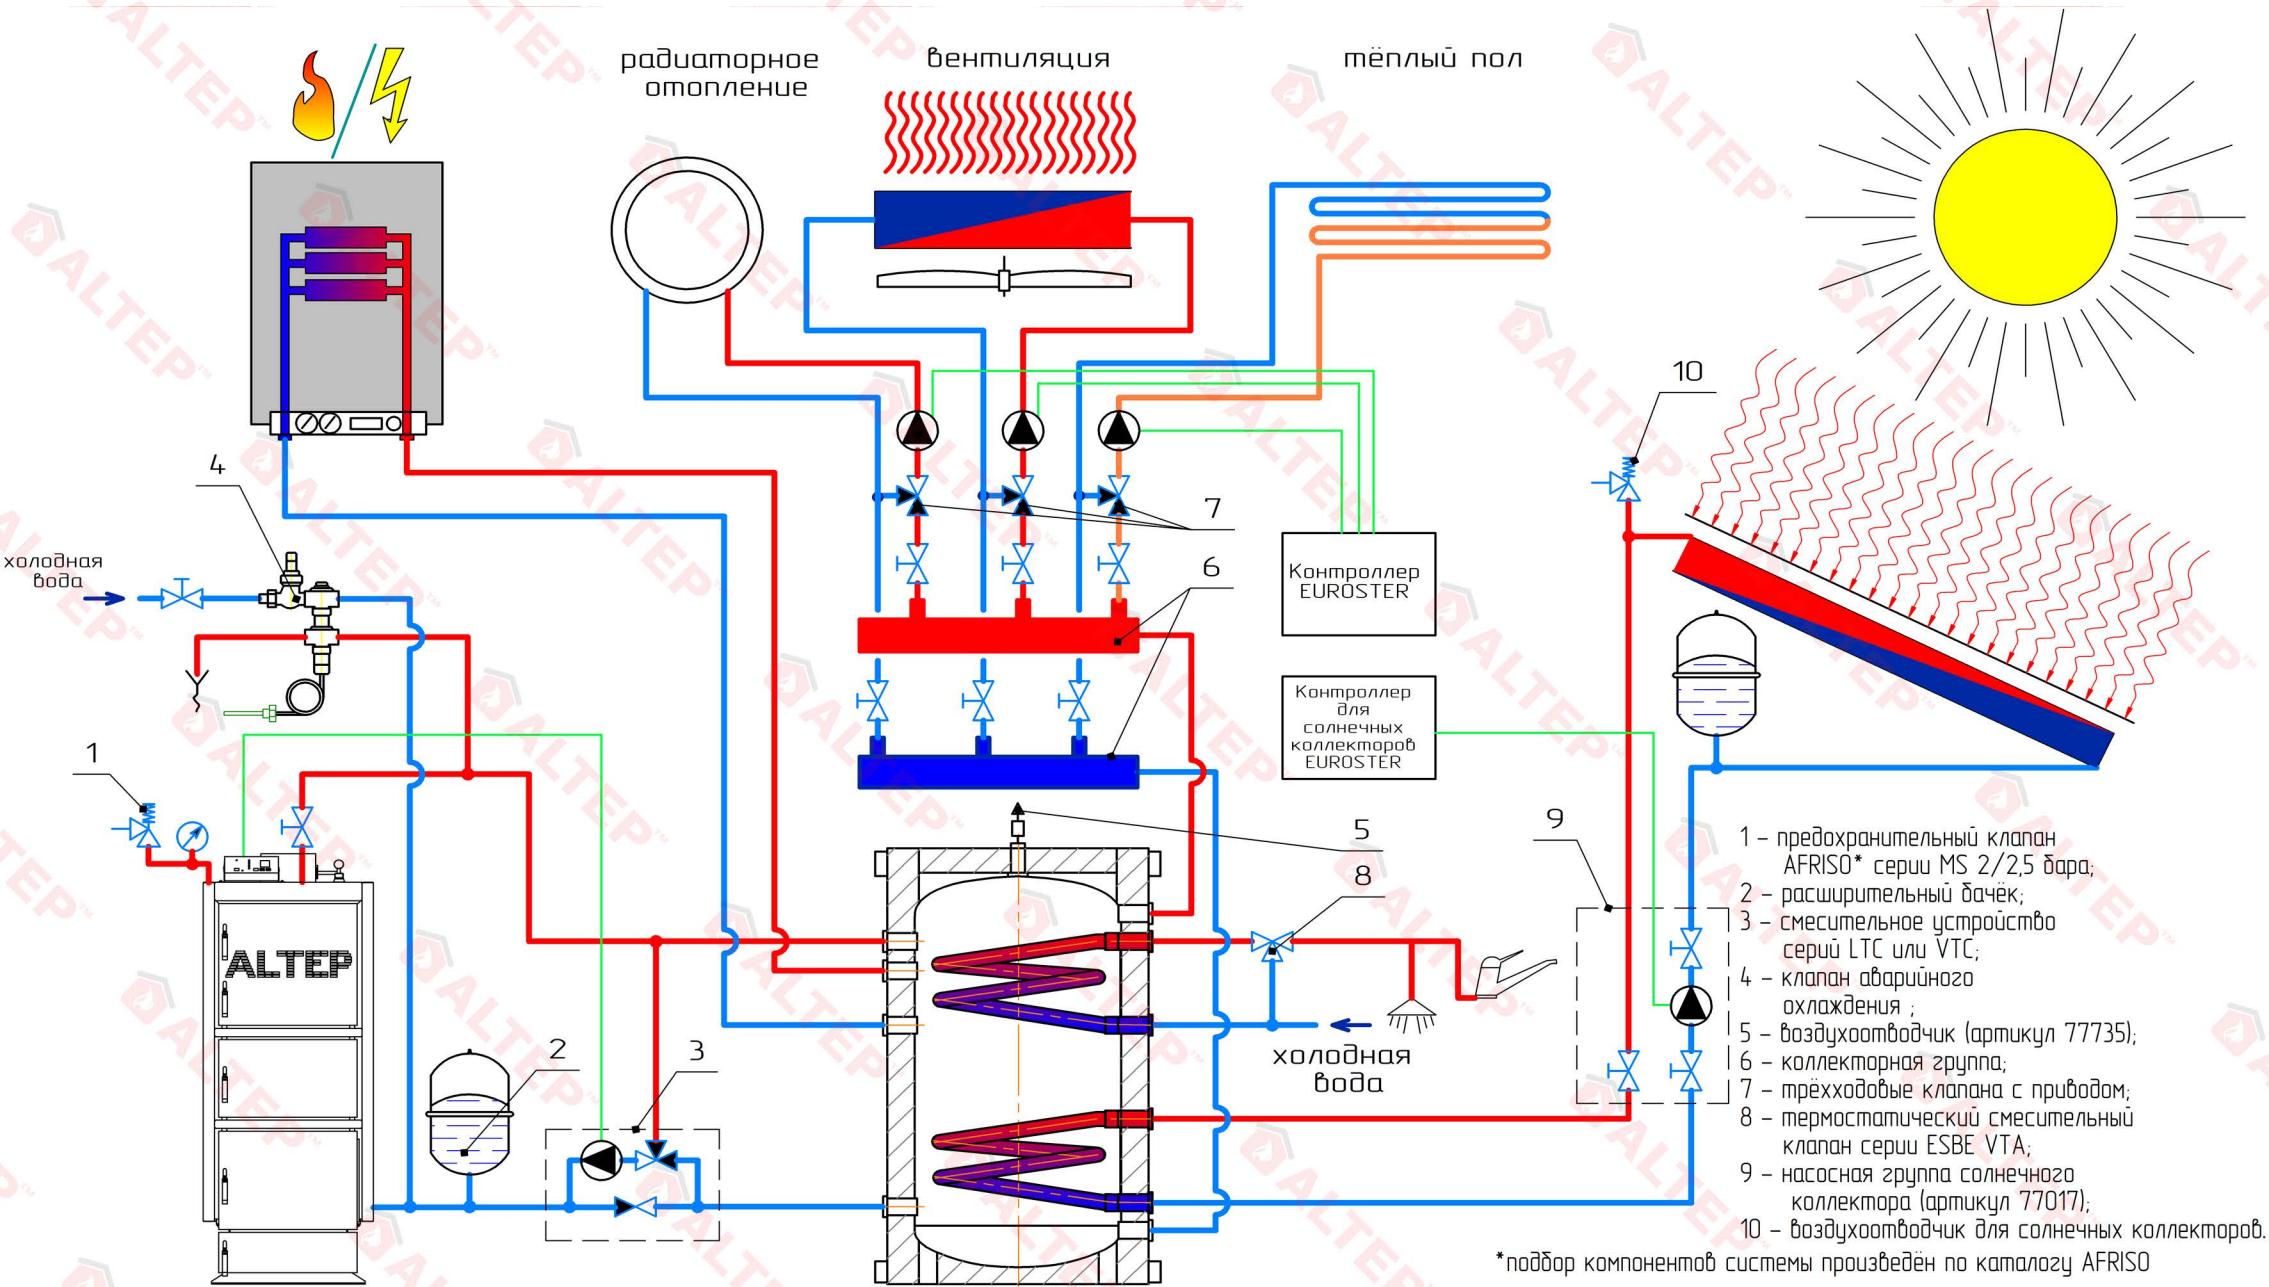 радиаторное
отопление
вентиляция
тёплый пол
10
4
холодная
вода
7
6
Контроллер
EUROSTER
Контроллер
для
солнечных
коллекторов
EUROSTER
1
5
8
9
ALTEP
2
3
холодная
вода
1 – предохранительный клапан
AFRISO* серии MS 2/2,5 бара;
2 – расширительный бачёк;
3 – смесительное устройство
серий LTC или VTC;
4 – клапан аварийного
охлаждения ;
5 – воздухоотводчик (артикул 77735);
6 – коллекторная группа;
7 – трёхходовые клапана с приводом;
8 – термостатический смесительный
клапан серии ESBE VTA;
9 – насосная группа солнечного
коллектора (артикул 77017);
10 – воздухоотводчик для солнечных коллекторов.
*подбор компонентов системы произведён по каталогу AFRISO